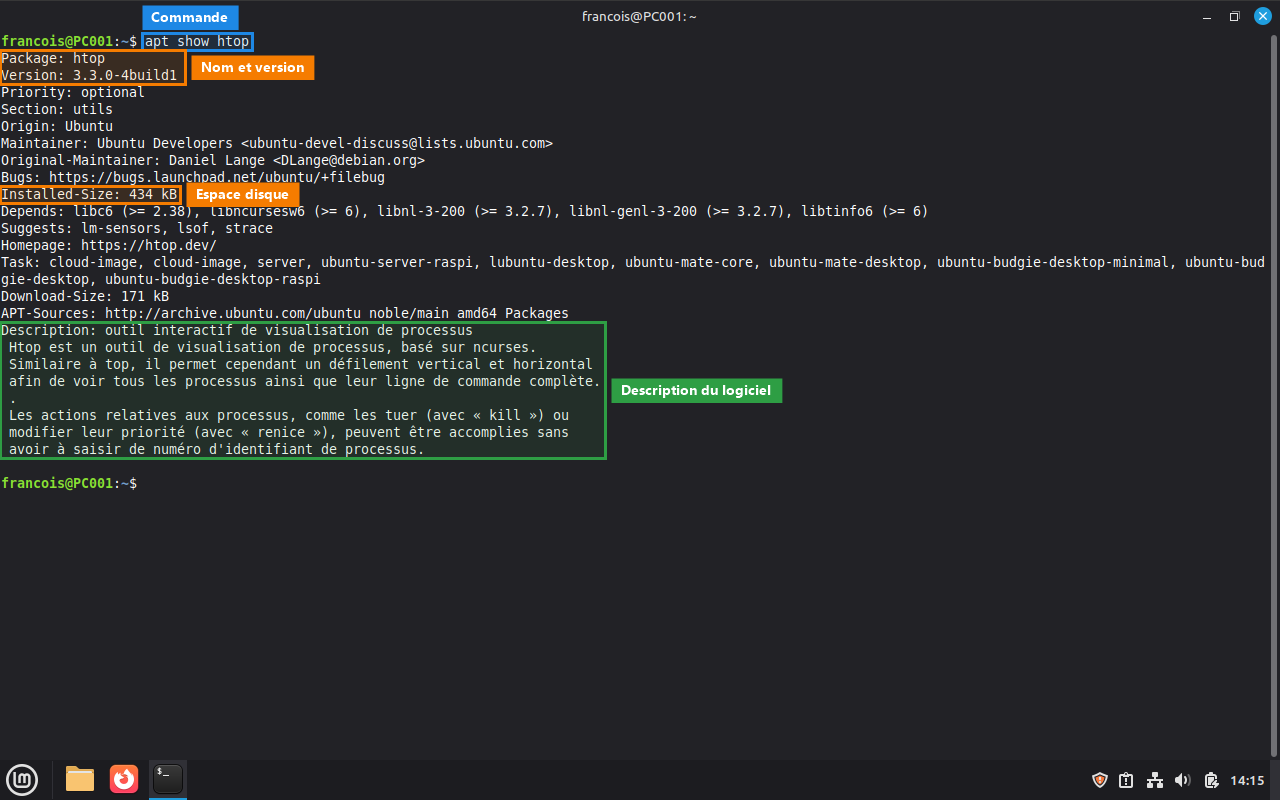 Commande
francois@PC001: ~
francois@PC001:~$ apt show htop
Package: htop
Version: 3.3.0-4build1
Nom et version
Priority: optional
Section: utils
Origin: Ubuntu
Maintainer: Ubuntu Developers <ubuntu-devel-discuss@lists.ubuntu.com>
Original-Maintainer: Daniel Lange <DLange@debian.org>
Bugs: https://bugs.launchpad.net/ubuntu/+filebug
Installed-Size: 434 kB
Espace disque
Depends: libc6 (>= 2.38), libncursesw6 (>= 6), libnl-3-200 (>= 3.2.7), libnl-genl-3-200 (>= 3.2.7), libtinfo6 (>= 6)
Suggests: lm-sensors, lsof, strace
Homepage: https://htop.dev/
Task: cloud-image, cloud-image, server, ubuntu-server-raspi, lubuntu-desktop, ubuntu-mate-core, ubuntu-mate-desktop, ubuntu-budgie-desktop-minimal, ubuntu-bud
gie-desktop, ubuntu-budgie-desktop-raspi
Download-Size: 171 kB
APT-Sources: http://archive.ubuntu.com/ubuntu noble/main amd64 Packages
Description: outil interactif de visualisation de processus
Htop est un outil de visualisation de processus, basé sur ncurses.
Similaire à top, il permet cependant un défilement vertical et horizontal
afin de voir tous les processus ainsi que leur ligne de commande complète.
.
Description du logiciel
Les actions relatives aux processus, comme les tuer (avec « kill ») ou
modifier leur priorité (avec « renice »), peuvent être accomplies sans
avoir à saisir de numéro d'identifiant de processus.
francois@PC001:~$
$_
lm
14:15